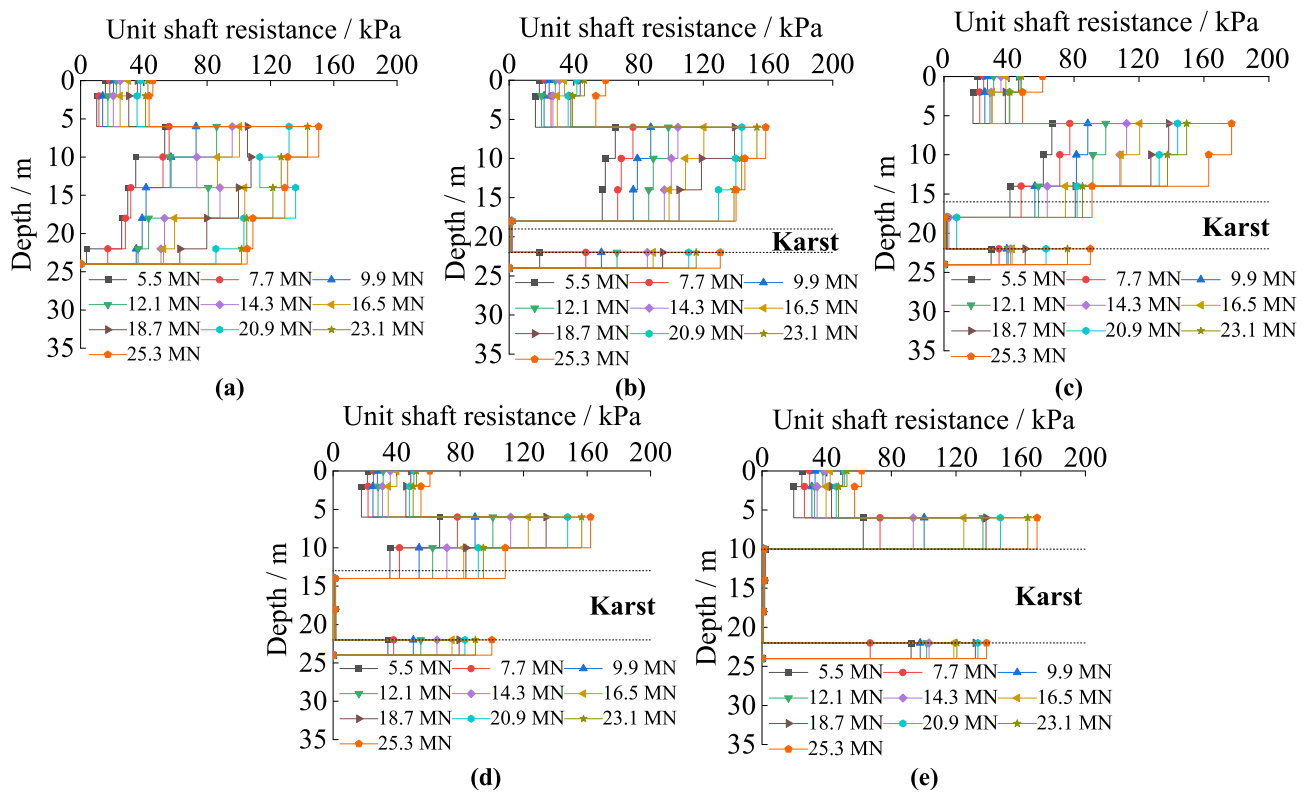 Unit shaft resistance / kPa
0 40 80 120 160 200
Depth / m
0
5
10
15
20
25
30
35
5.5 MN 7.7 MN 9.9 MN
12.1 MN 14.3 MN 16.5 MN
18.7 MN 20.9 MN 23.1 MN
25.3 MN
(a)
Unit shaft resistance / kPa
0 40 80 120 160 200
Depth / m
0
5
10
15
20
25
30
35
Karst
5.5 MN 7.7 MN 9.9 MN
12.1 MN 14.3 MN 16.5 MN
18.7 MN 20.9 MN 23.1 MN
25.3 MN
(b)
Unit shaft resistance / kPa
0 40 80 120 160 200
Depth / m
0
5
10
15
20
25
30
35
Karst
5.5 MN 7.7 MN 9.9 MN
12.1 MN 14.3 MN 16.5 MN
18.7 MN 20.9 MN 23.1 MN
25.3 MN
(c)
Unit shaft resistance / kPa
0 40 80 120 160 200
Depth / m
0
5
10
15
20
25
30
35
Karst
5.5 MN 7.7 MN 9.9 MN
12.1 MN 14.3 MN 16.5 MN
18.7 MN 20.9 MN 23.1 MN
25.3 MN
(d)
Unit shaft resistance / kPa
0 40 80 120 160 200
Depth / m
0
5
10
15
20
25
30
35
Karst
5.5 MN 7.7 MN 9.9 MN
12.1 MN 14.3 MN 16.5 MN
18.7 MN 20.9 MN 23.1 MN
25.3 MN
(e)